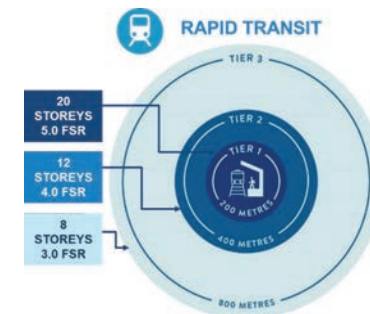 RAPID TRANSIT
TIER 3
20
STOREYS
5.0 FSR
TIER 2
TIER 1
12
STOREYS
4.0 FSR
200 METRES
8
STOREYS
3.0 FSR
400 METRES
800 METRES